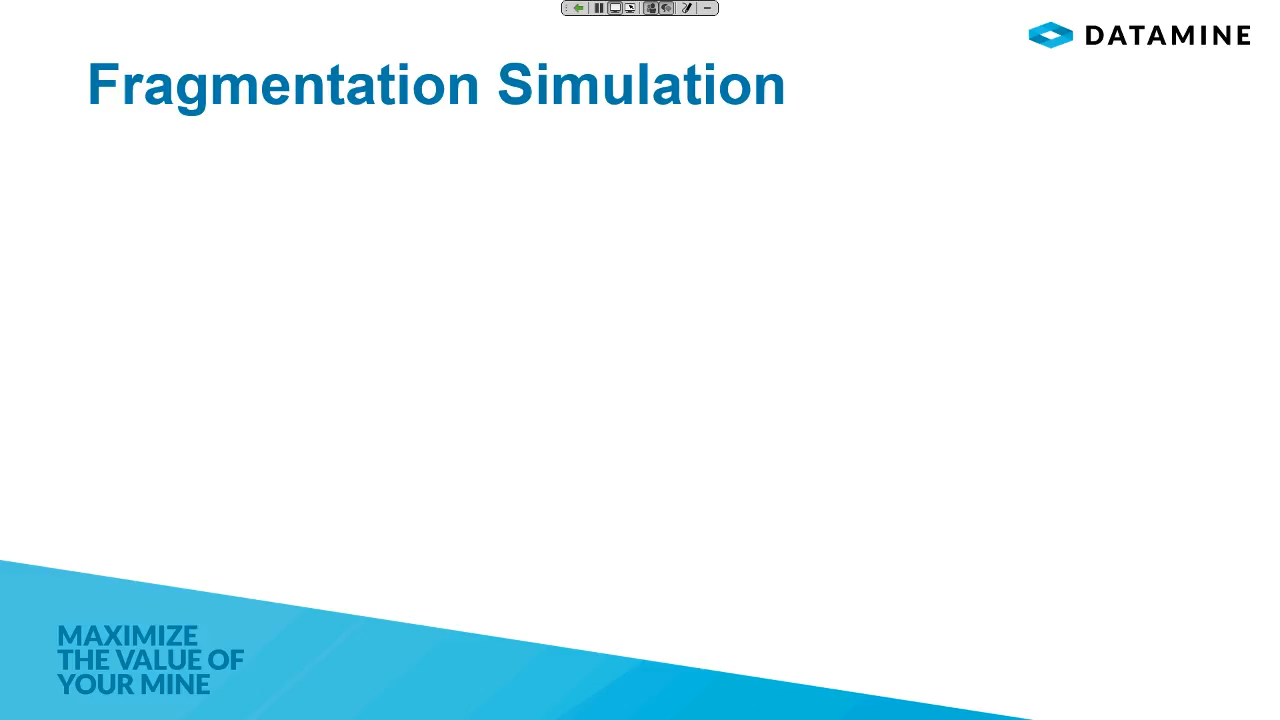 DATAMINE
Fragmentation Simulation
MAXIMIZE
THE VALUE OF
YOUR MINE